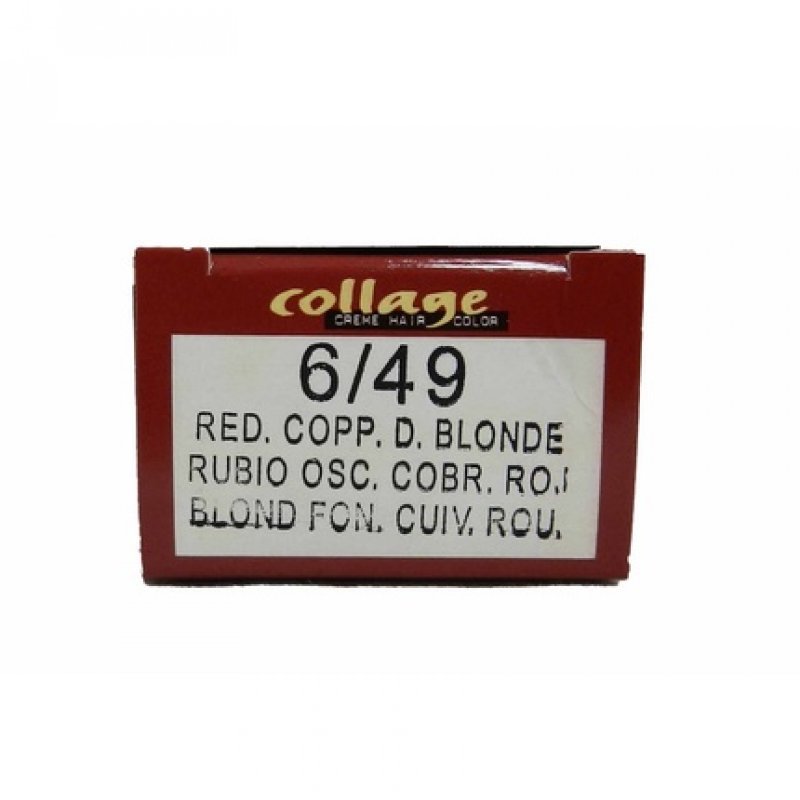 collage
CREME HAIR COLOR
6/49
RED. COPP. D. BLONDE
RUBIO OSC. COBR. ROJ
BLOND FON. CUIV. ROU.